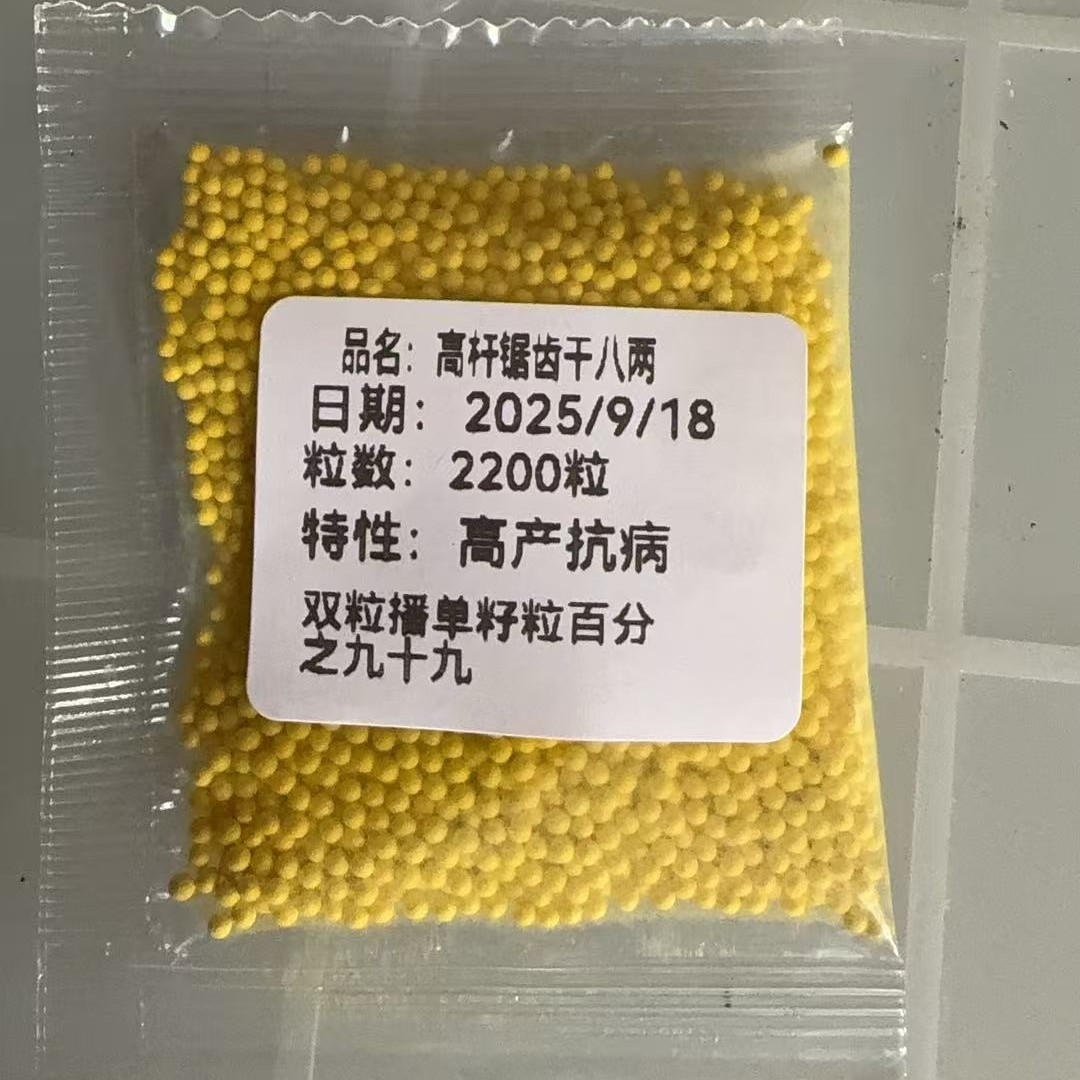 品名：高杆锯齿干八两
日期：2025/9/18
粒数：2200粒
特性：高产抗病
双粒播单籽粒百分
之九十九